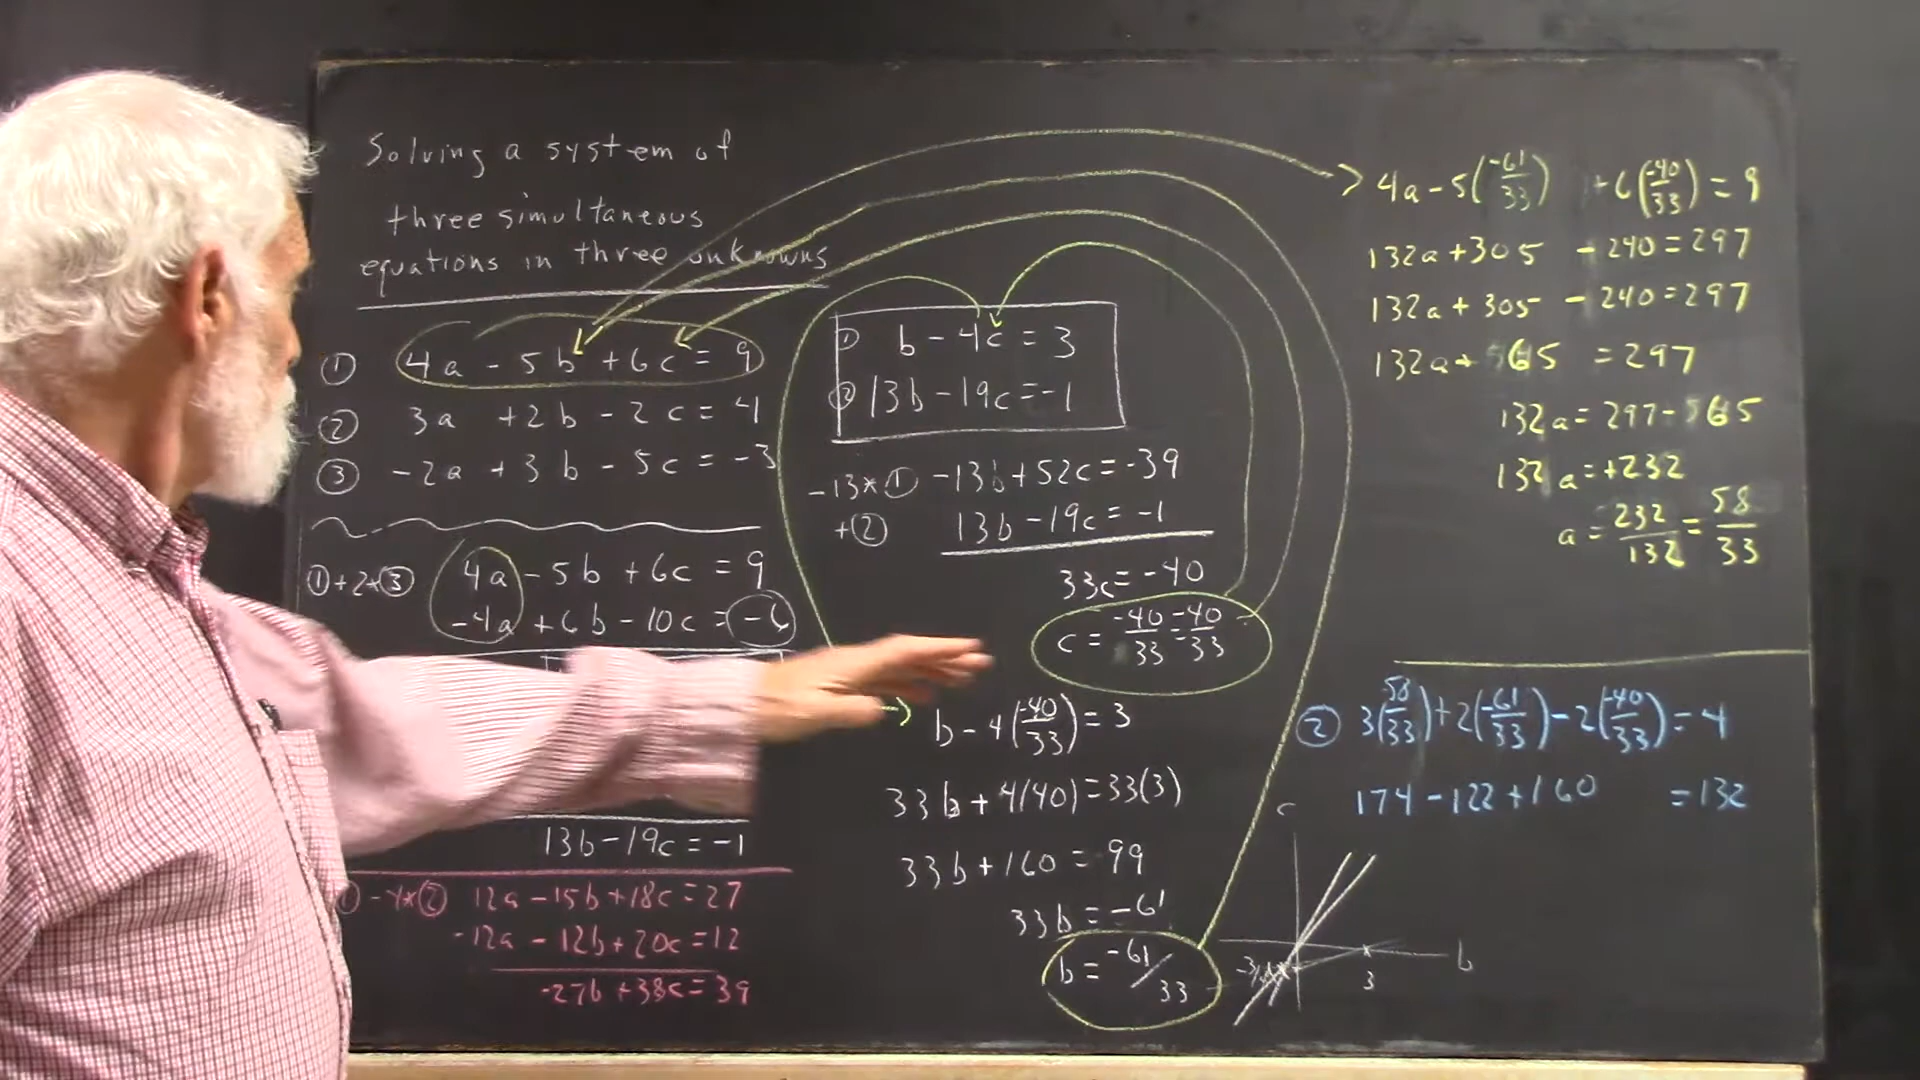 Solving a system of
three simultaneous
equations in three unknowns
① 4a - 5b + 6c = 9
② 3a + 2b - 2c = 4
③ -2a + 3b - 5c = -3
①+2*③ 4a - 5b + 6c = 9
-4a + 6b - 10c = -6
13b - 19c = -1
① - 4*② 12a - 15b + 18c = 27
-12a - 12b + 20c = 12
-27b + 38c = 39
① b - 4c = 3
② 13b - 19c = -1
-13*① -13b + 52c = -39
+② 13b - 19c = -1
33c = -40
c = -40/33 = -40/33
b - 4(-40/33) = 3
33b + 4(40) = 33(3)
33b + 160 = 99
33b = -61
b = -61/33
4a - 5(-61/33) + 6(-40/33) = 9
132a + 305 - 240 = 297
132a + 305 - 240 = 297
132a + 65 = 297
132a = 297 - 65
132a = +232
a = 232/132 = 58/33
② 3(58/33) + 2(-61/33) - 2(-40/33) = 4
174 - 122 + 160 = 132
c
b
3